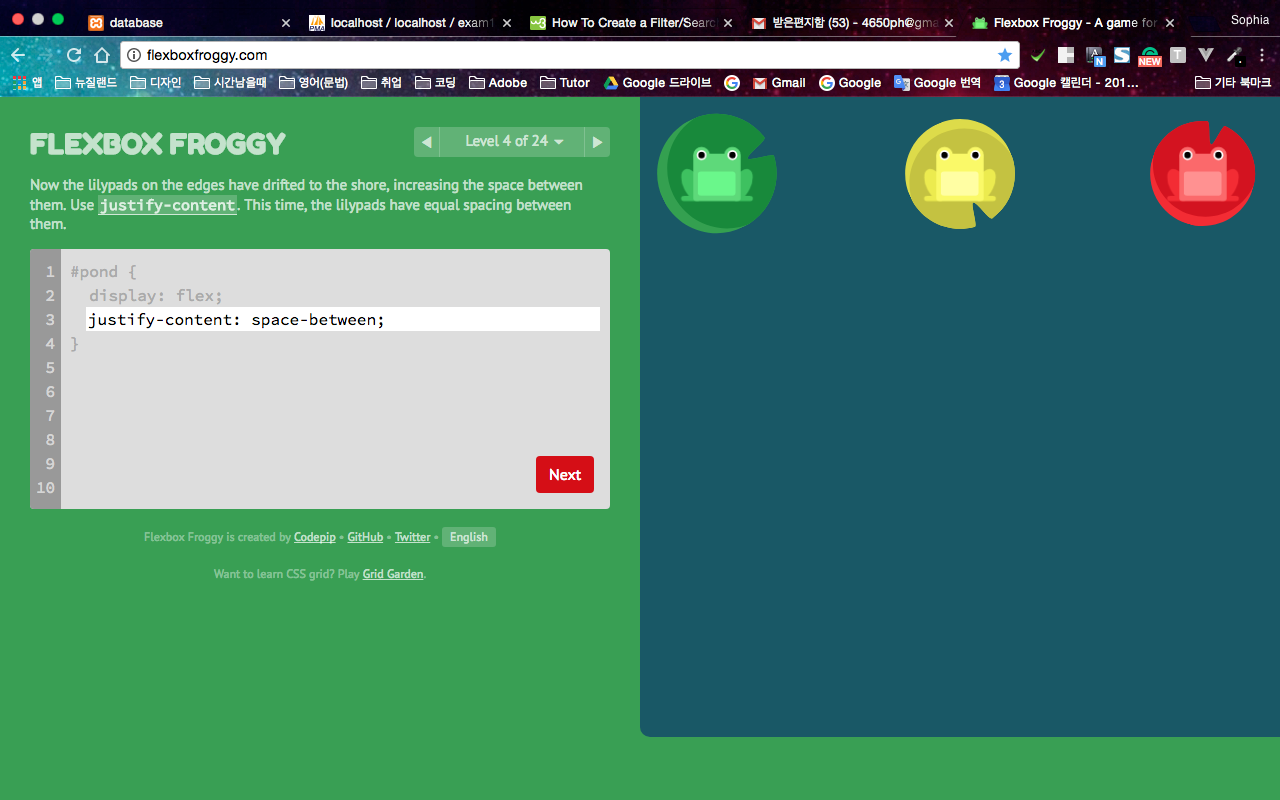 database
localhost / localhost / exam1
How To Create a Filter/Searc
받은편지함 (53) - 4650ph@gma
Flexbox Froggy - A game for
Sophia
flexboxfroggy.com
N
NEW
T
앱
뉴질랜드
디자인
시간남을때
영어(문법)
취업
코딩
Adobe
Tutor
Google 드라이브
Gmail
Google
Google 번역
3
Google 캘린더 - 201...
기타 북마크
FLEXBOX FROGGY
Level 4 of 24
Now the lilypads on the edges have drifted to the shore, increasing the space between
them. Use justify-content. This time, the lilypads have equal spacing between
them.
1 #pond {
2 display: flex;
3 justify-content: space-between;
4 }
5
6
7
8
9
10
Next
Flexbox Froggy is created by Codepip • GitHub • Twitter • English
Want to learn CSS grid? Play Grid Garden.